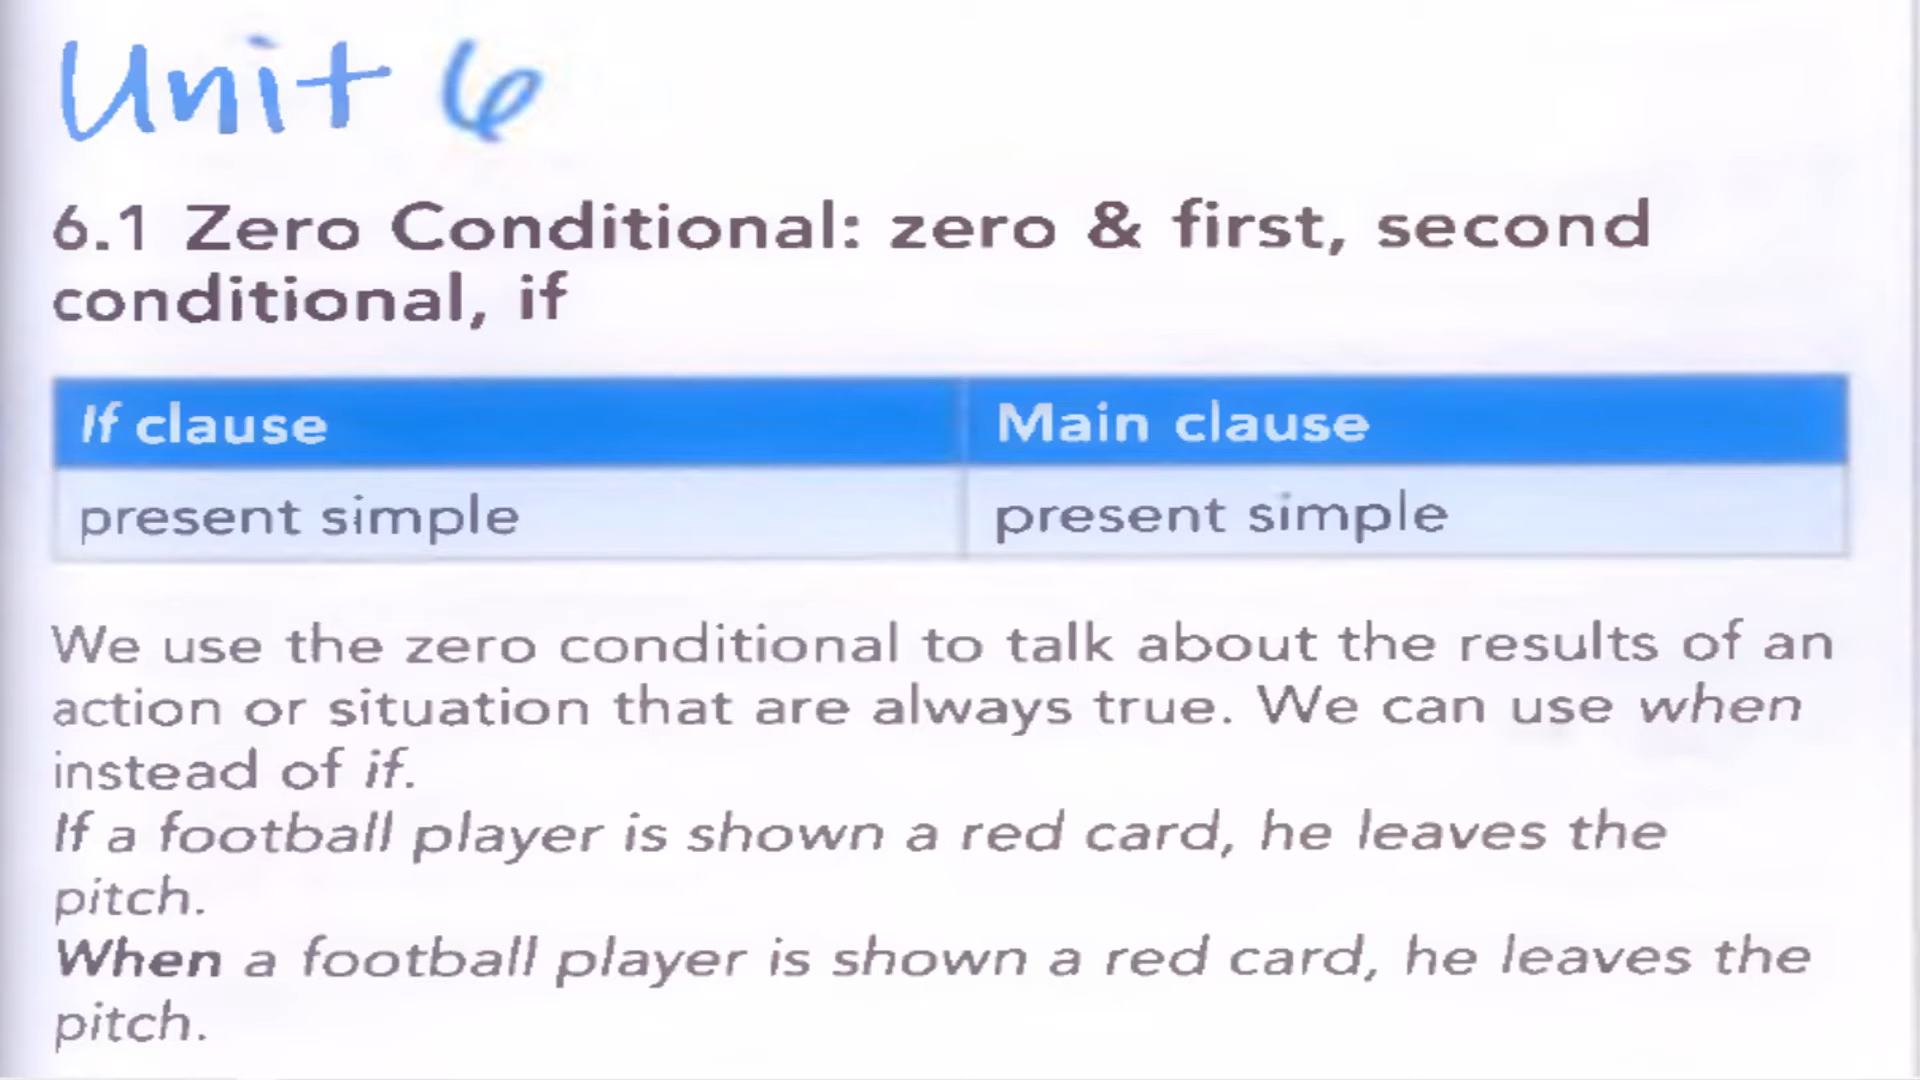 Unit 6
6.1 Zero Conditional: zero & first, second
conditional, if
If clause
Main clause
present simple
present simple
We use the zero conditional to talk about the results of an
action or situation that are always true. We can use when
instead of if.
If a football player is shown a red card, he leaves the
pitch.
When a football player is shown a red card, he leaves the
pitch.